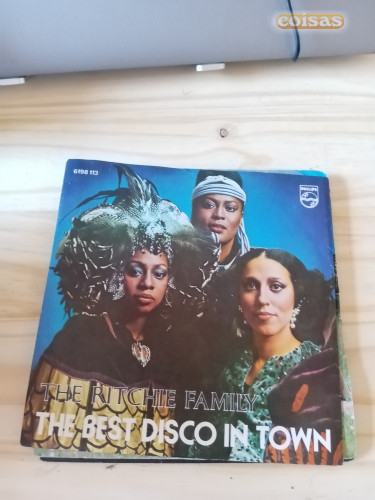 coisas
6198 113
PHILIPS
THE RITCHIE FAMILY
THE BEST DISCO IN TOWN